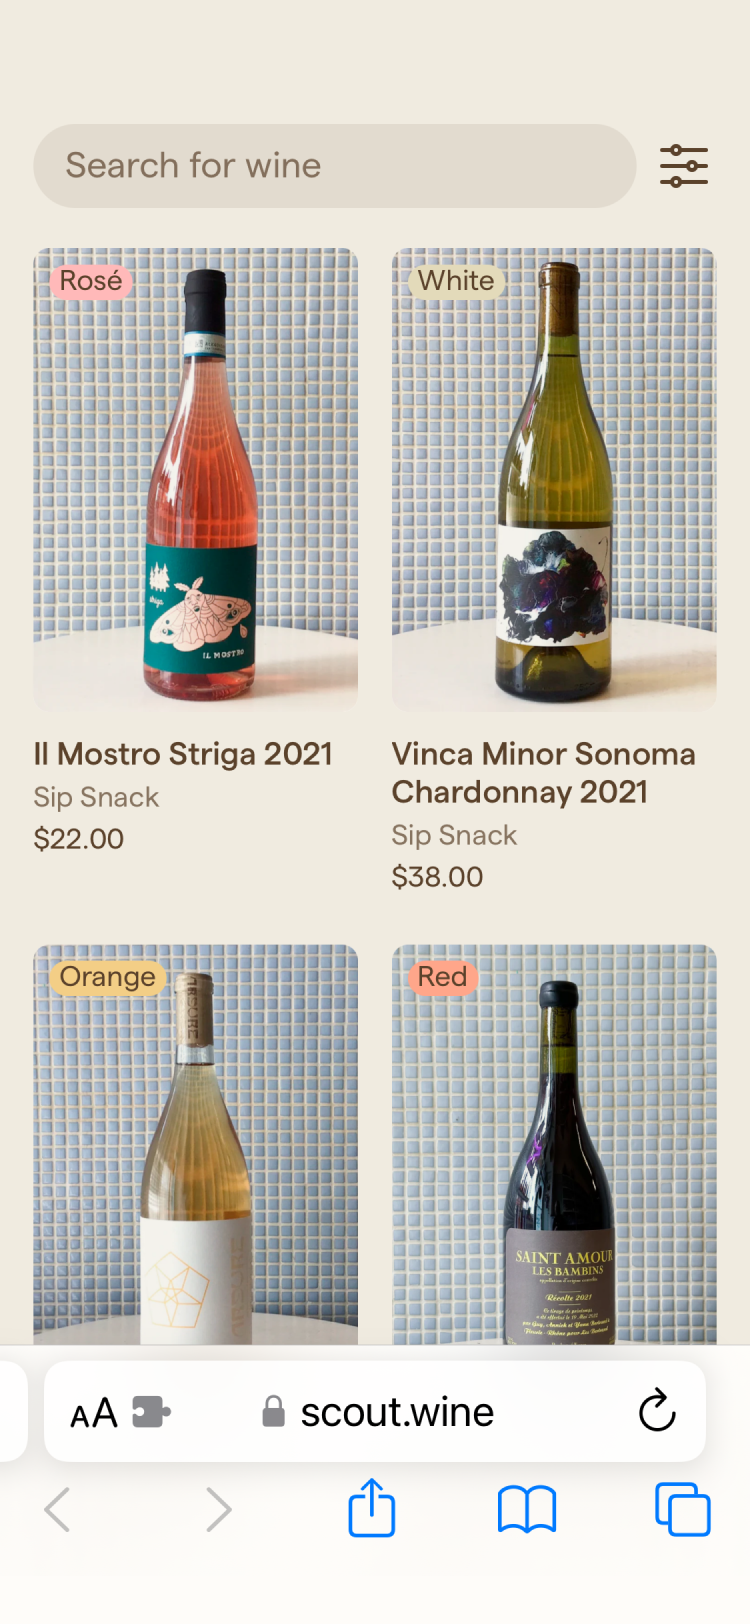 Search for wine
Rosé
striga
IL MOSTRO
White
Il Mostro Striga 2021
Sip Snack
$22.00
Vinca Minor Sonoma
Chardonnay 2021
Sip Snack
$38.00
Orange
Red
SAINT AMOUR
LES BAMBINS
Récolte 2021
AA
scout.wine